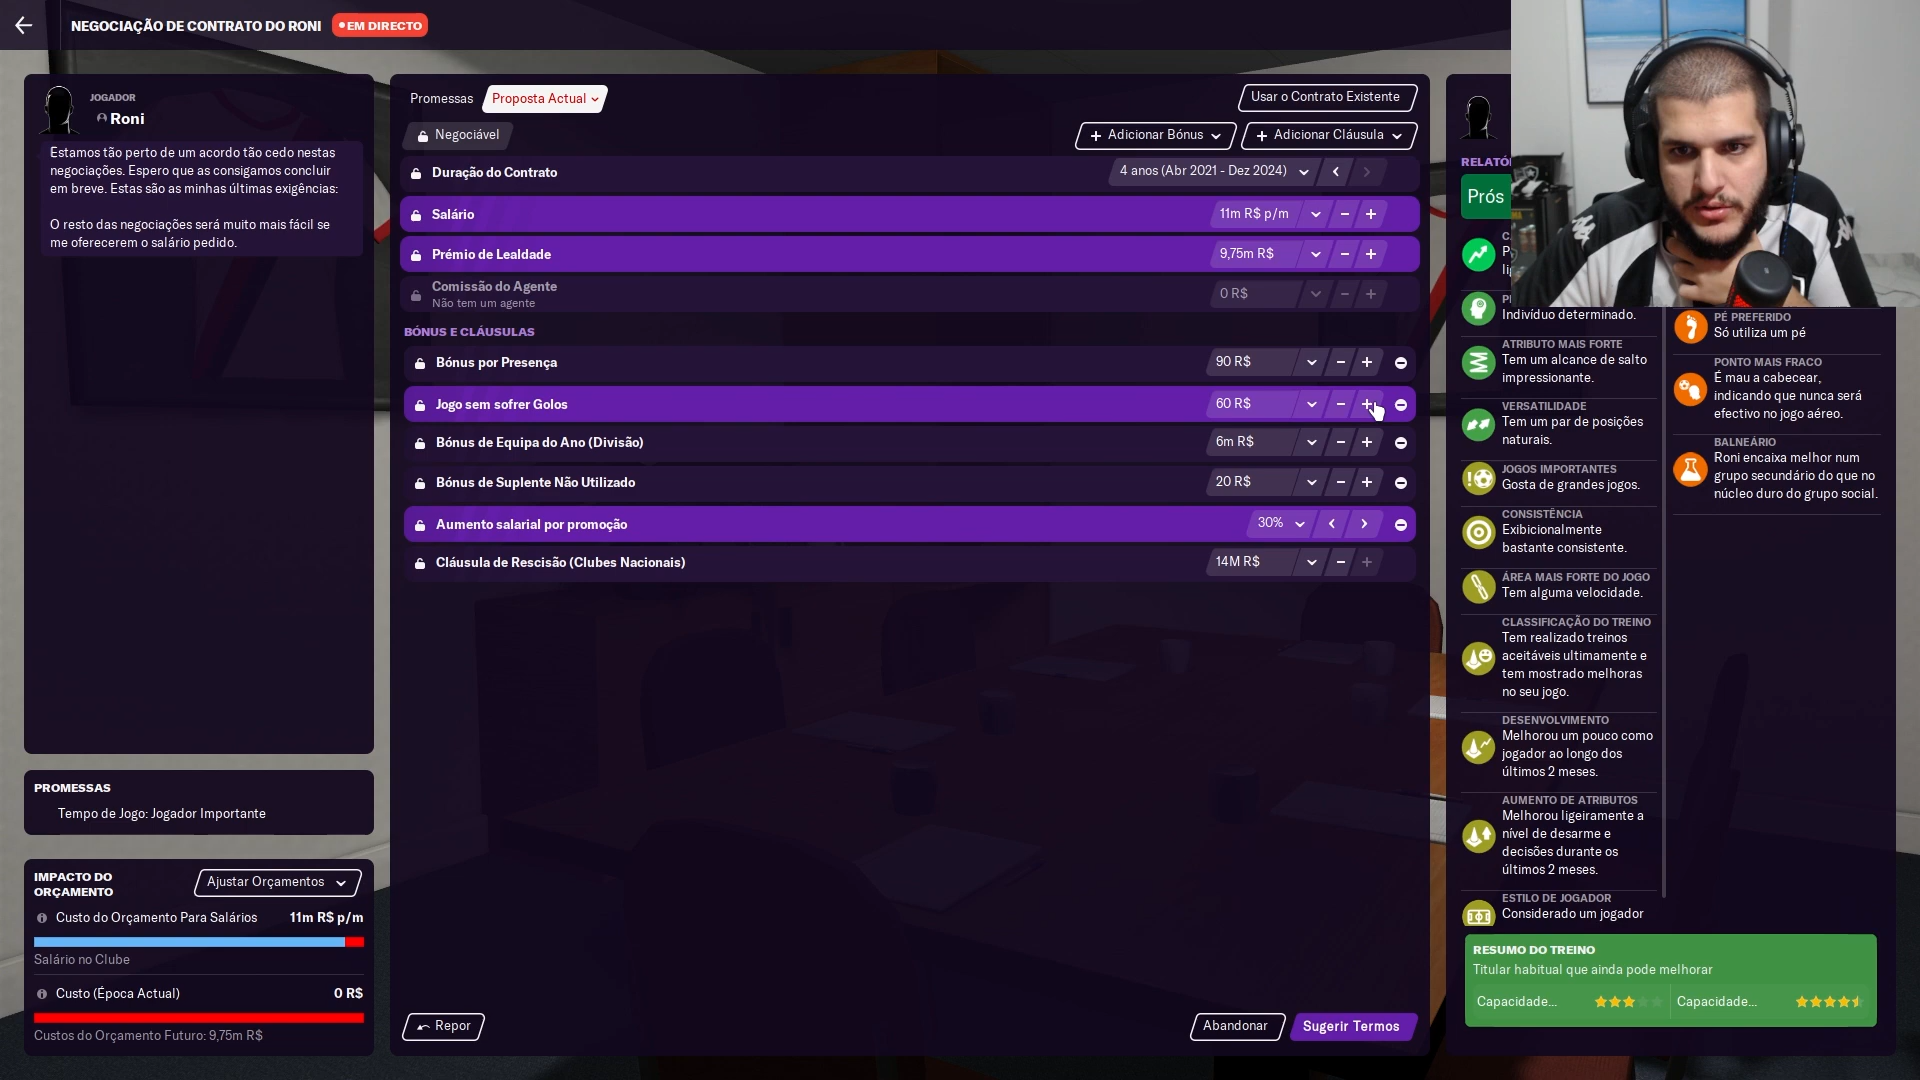 NEGOCIAÇÃO DE CONTRATO DO RONI
EM DIRECTO
JOGADOR
Roni
Estamos tão perto de um acordo tão cedo nestas
negociações. Espero que as consigamos concluir
em breve. Estas são as minhas últimas exigências:
O resto das negociações será muito mais fácil se
me oferecerem o salário pedido.
PROMESSAS
Tempo de Jogo: Jogador Importante
IMPACTO DO
ORÇAMENTO
Ajustar Orçamentos
Custo do Orçamento Para Salários 11m R$ p/m
Salário no Clube
Custo (Época Actual) 0 R$
Custos do Orçamento Futuro: 9,75m R$
Promessas
Proposta Actual
Usar o Contrato Existente
Negociável
Adicionar Bónus
Adicionar Cláusula
Duração do Contrato 4 anos (Abr 2021 - Dez 2024)
Salário 11m R$ p/m
Prémio de Lealdade 9,75m R$
Comissão do Agente 0 R$
Não tem um agente
BÓNUS E CLÁUSULAS
Bónus por Presença 90 R$
Jogo sem sofrer Golos 60 R$
Bónus de Equipa do Ano (Divisão) 6m R$
Bónus de Suplente Não Utilizado 20 R$
Aumento salarial por promoção 30%
Cláusula de Rescisão (Clubes Nacionais) 14M R$
Repor
Abandonar
Sugerir Termos
Prós
Indivíduo determinado.
ATRIBUTO MAIS FORTE
Tem um alcance de salto
impressionante.
VERSATILIDADE
Tem um par de posições
naturais.
JOGOS IMPORTANTES
Gosta de grandes jogos.
CONSISTÊNCIA
Exibicionalmente
bastante consistente.
ÁREA MAIS FORTE DO JOGO
Tem alguma velocidade.
CLASSIFICAÇÃO DO TREINO
Tem realizado treinos
aceitáveis ultimamente e
tem mostrado melhoras
no seu jogo.
DESENVOLVIMENTO
Melhorou um pouco como
jogador ao longo dos
últimos 2 meses.
AUMENTO DE ATRIBUTOS
Melhorou ligeiramente a
nível de desarme e
decisões durante os
últimos 2 meses.
ESTILO DE JOGADOR
Considerado um jogador
PÉ PREFERIDO
Só utiliza um pé
PONTO MAIS FRACO
É mau a cabecear,
indicando que nunca será
efectivo no jogo aéreo.
BALNEÁRIO
Roni encaixa melhor num
grupo secundário do que no
núcleo duro do grupo social.
RESUMO DO TREINO
Titular habitual que ainda pode melhorar
Capacidade...
Capacidade...